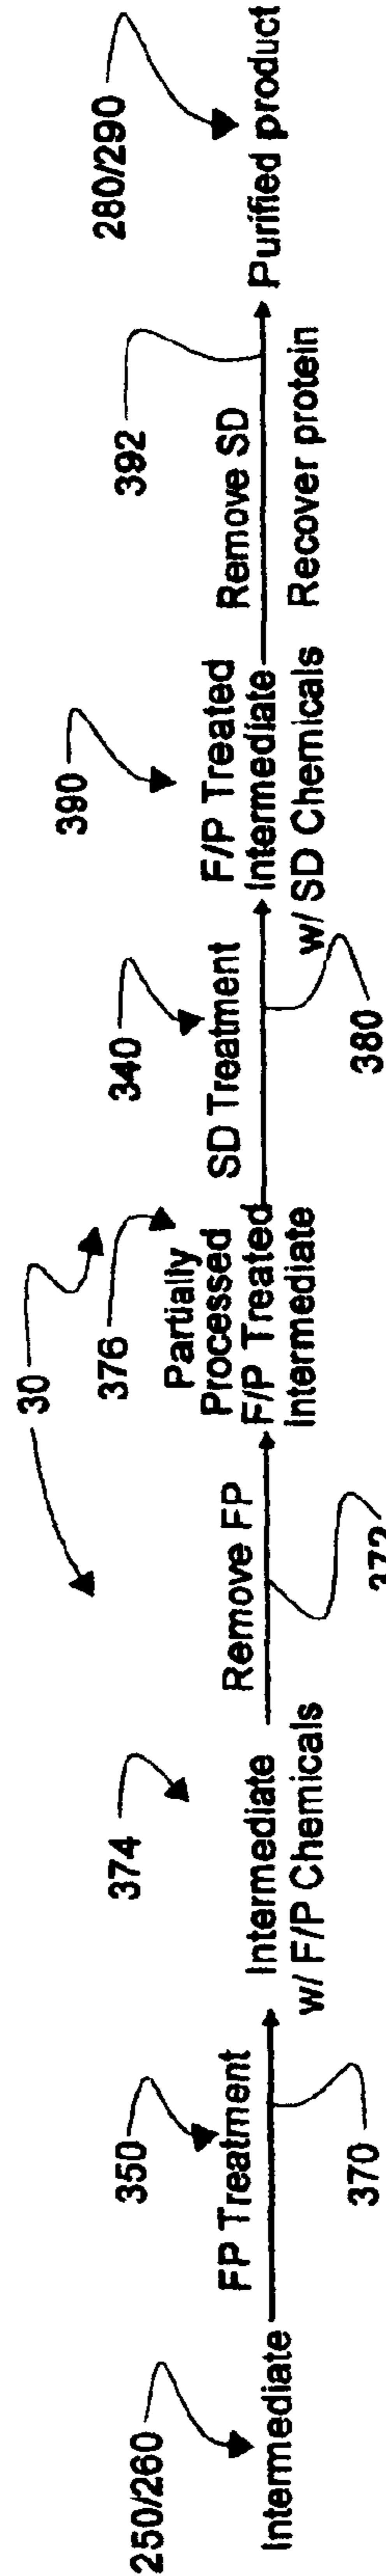 30
250/260
350
374
376
340
390
392
280/290
Intermediate
FP Treatment
Intermediate
w/ F/P Chemicals
Remove FP
Partially
Processed
F/P Treated
Intermediate
SD Treatment
F/P Treated
Intermediate
w/ SD Chemicals
Remove SD
Recover protein
Purified product
370
372
380